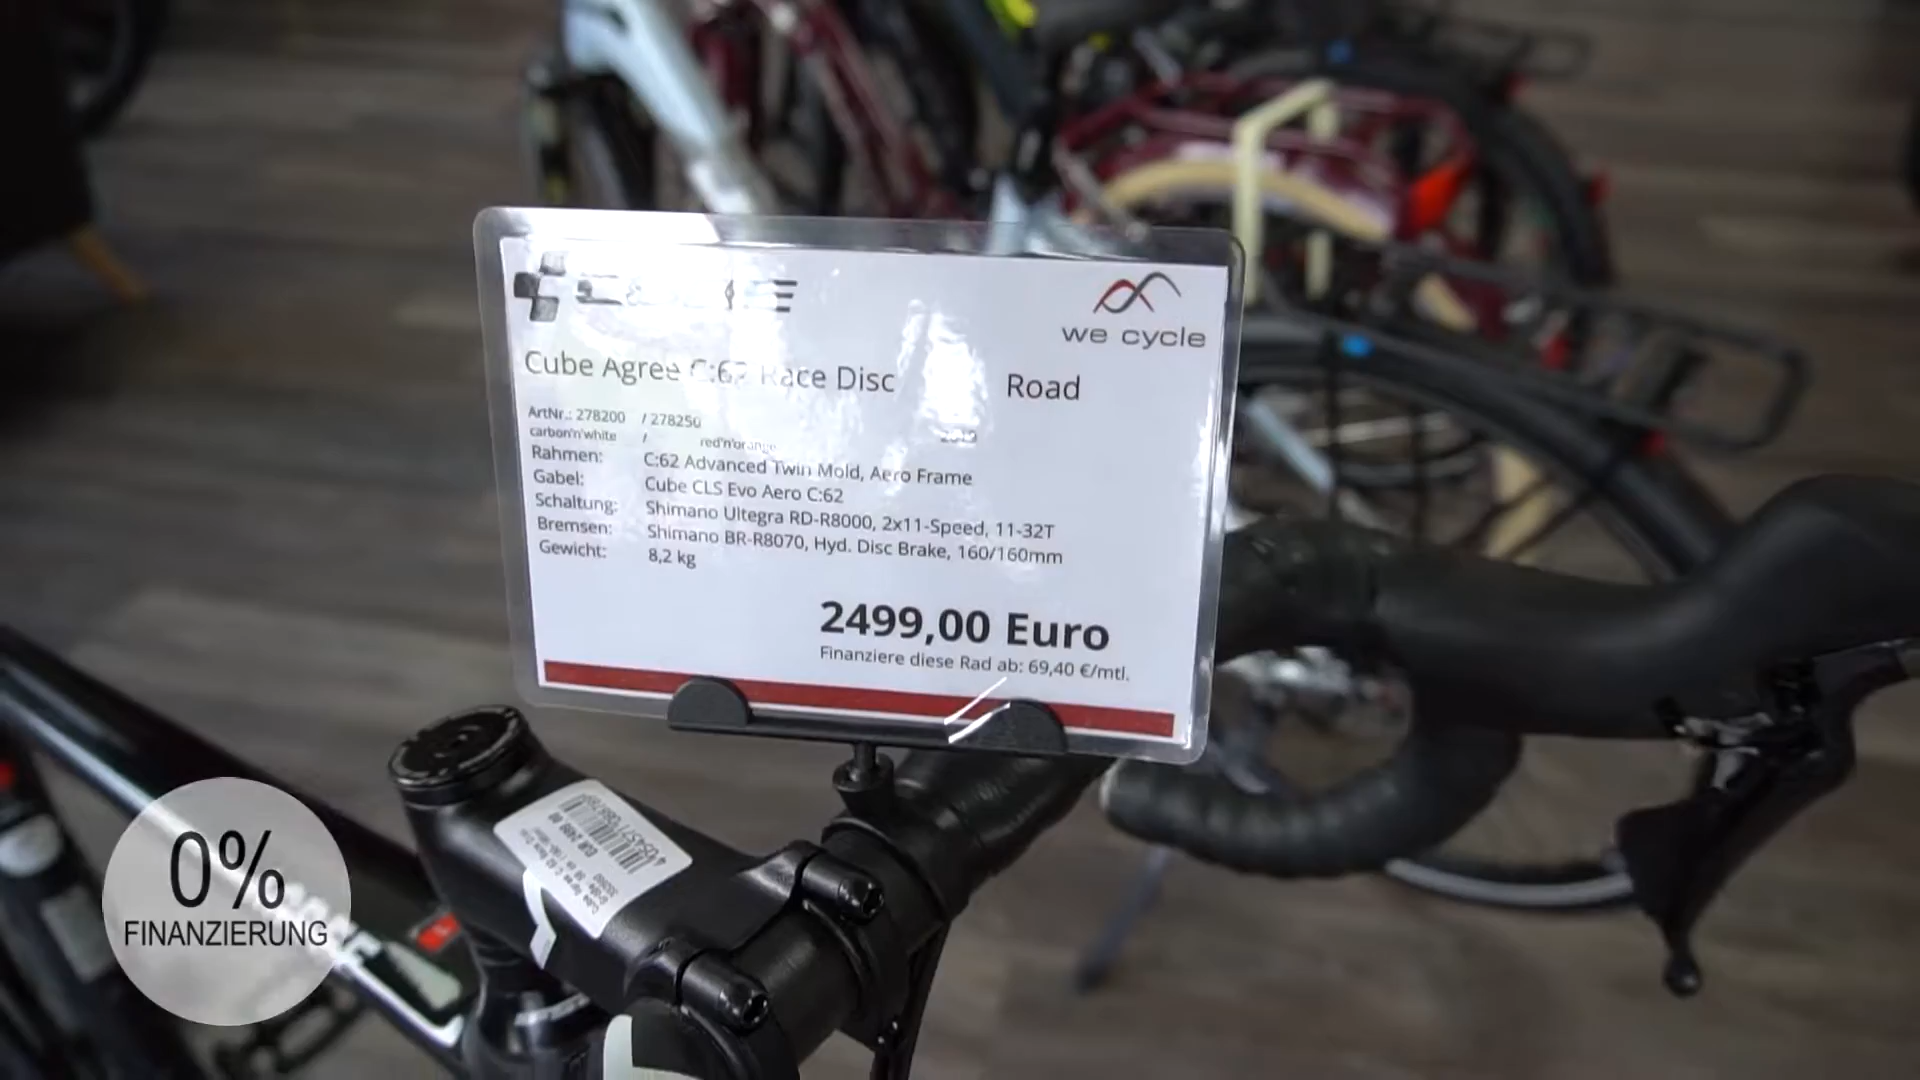 we cycle
Cube Agree C:62 Race Disc Road
ArtNr.: 278200 / 278250
carbon'n'white / red'n'orange
2019
Rahmen: C:62 Advanced Twin Mold, Aero Frame
Gabel: Cube CLS Evo Aero C:62
Schaltung: Shimano Ultegra RD-R8000, 2x11-Speed, 11-32T
Bremsen: Shimano BR-R8070, Hyd. Disc Brake, 160/160mm
Gewicht: 8,2 kg
2499,00 Euro
Finanziere diese Rad ab: 69,40 €/mtl.
0%
FINANZIERUNG